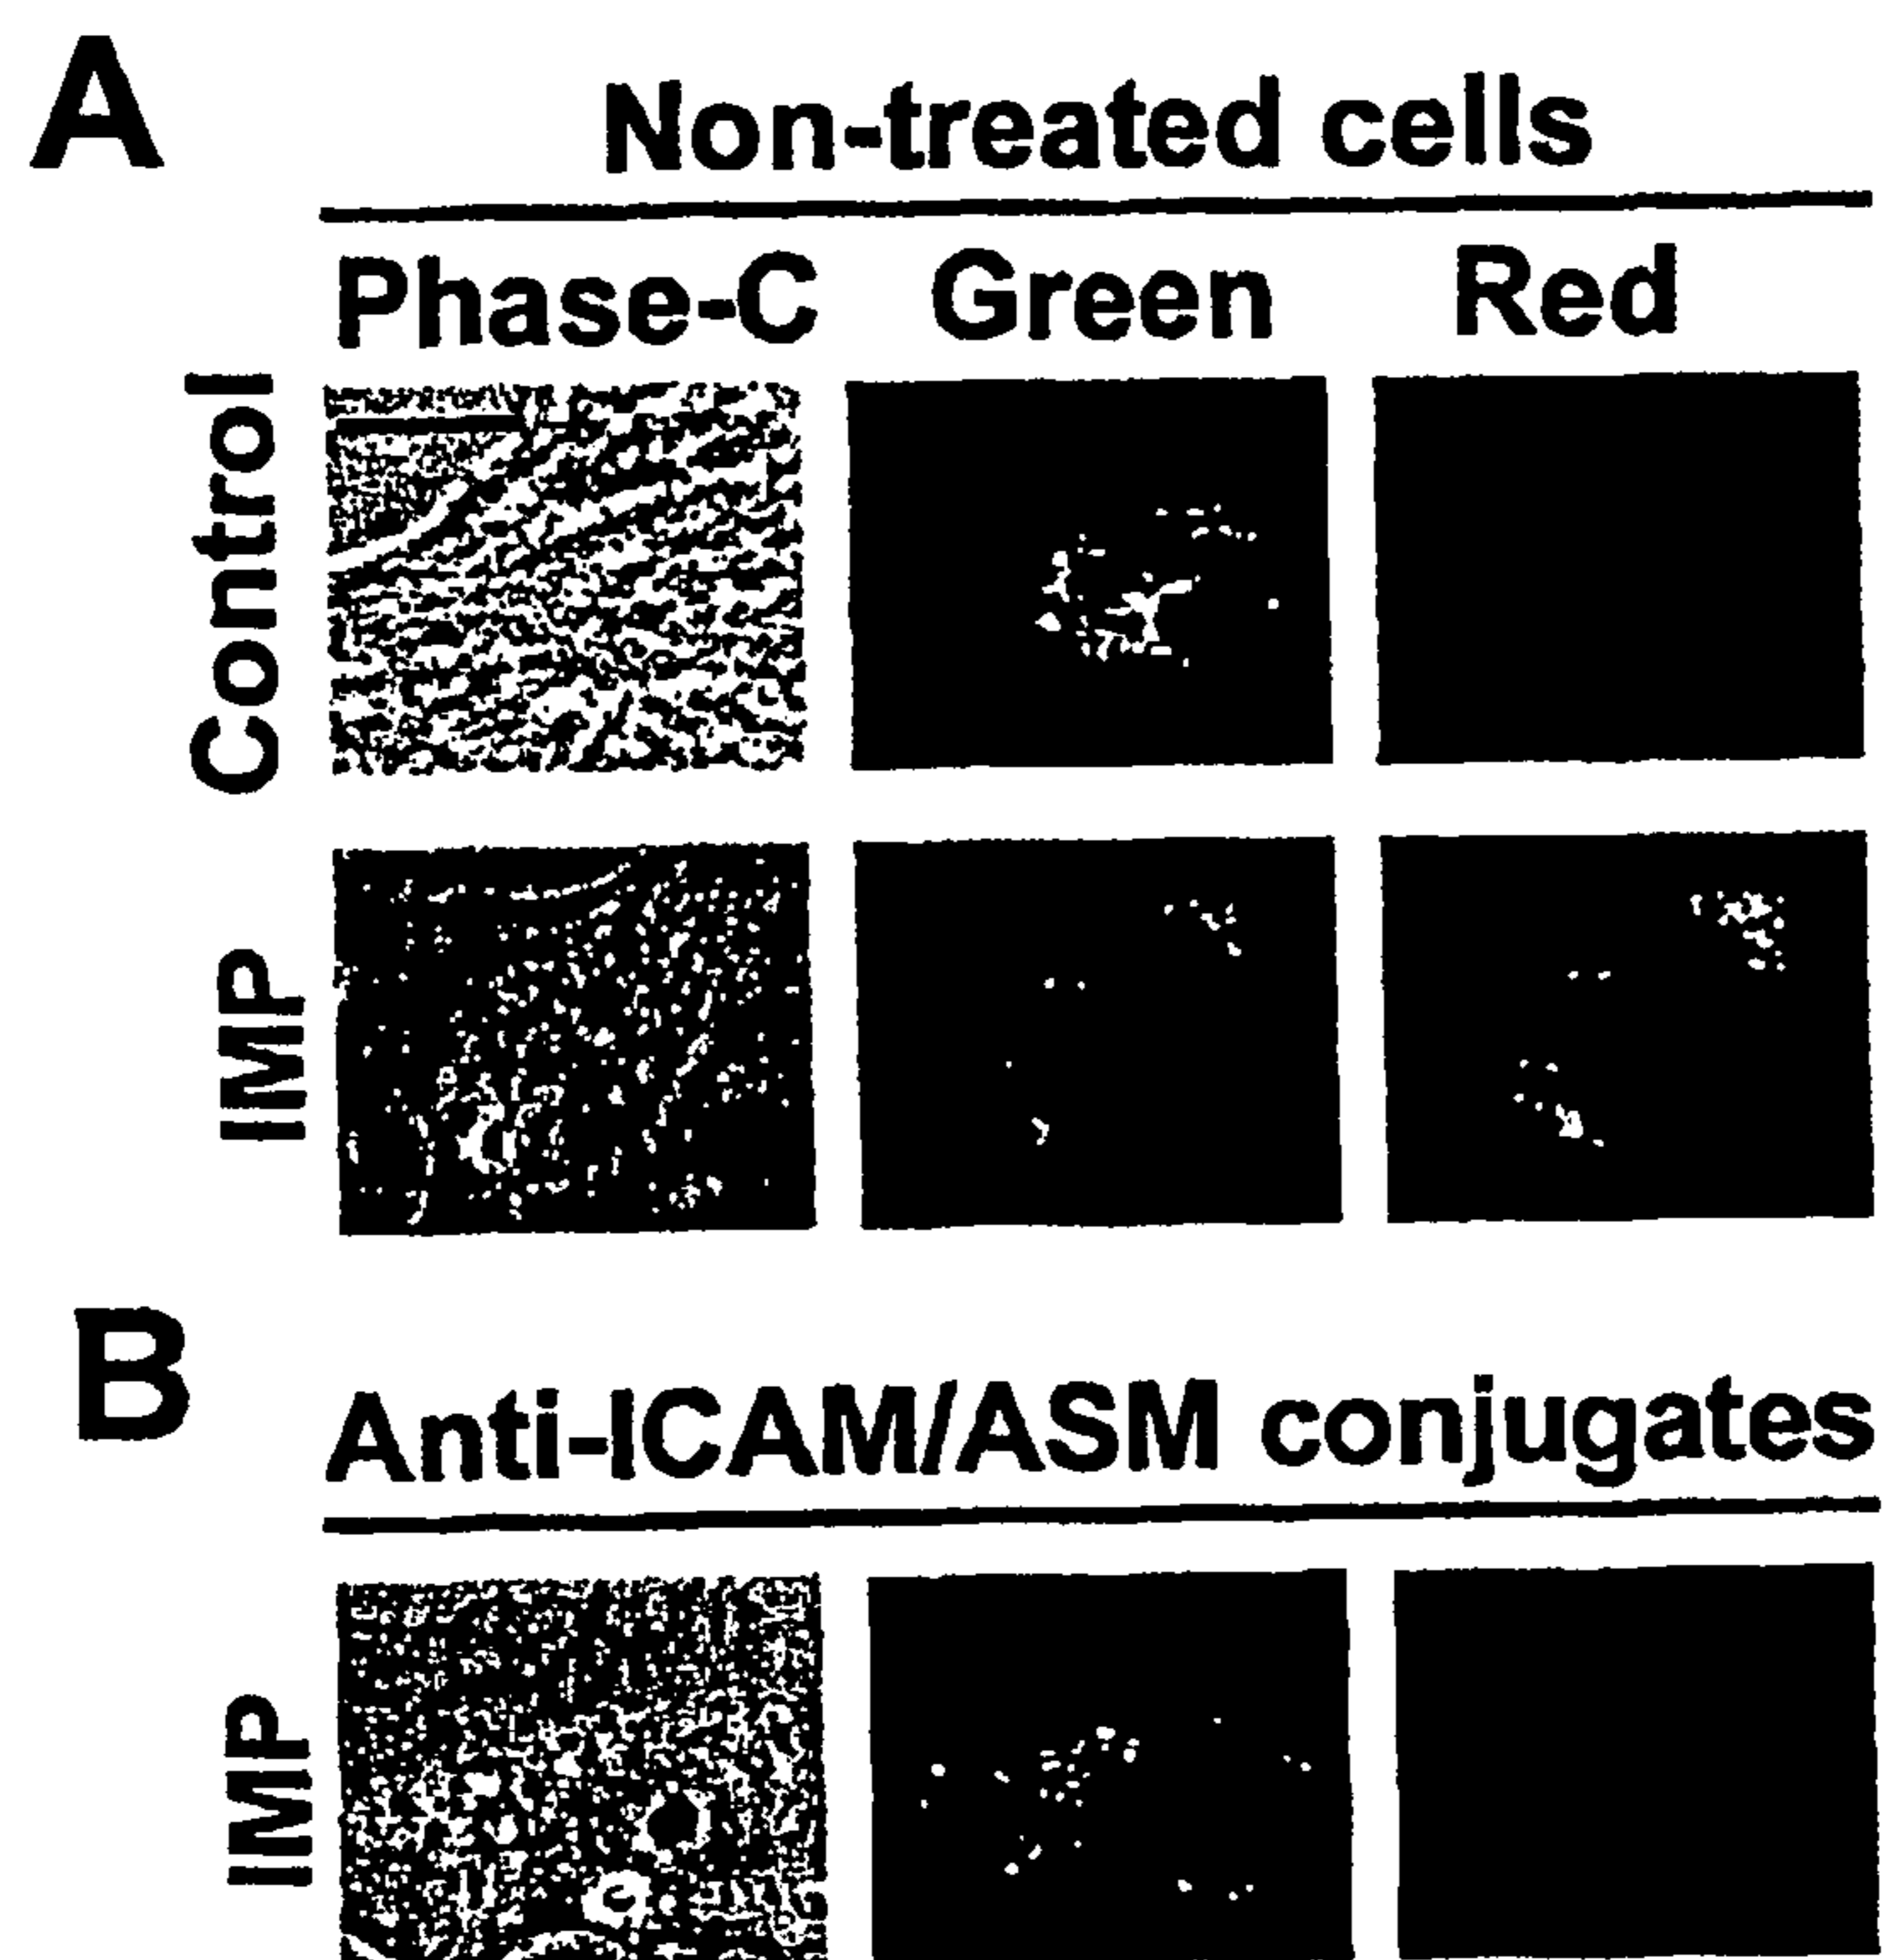 A
Non-treated cells
Phase-C Green Red
Control
IMP
B
Anti-ICAM/ASM conjugates
IMP